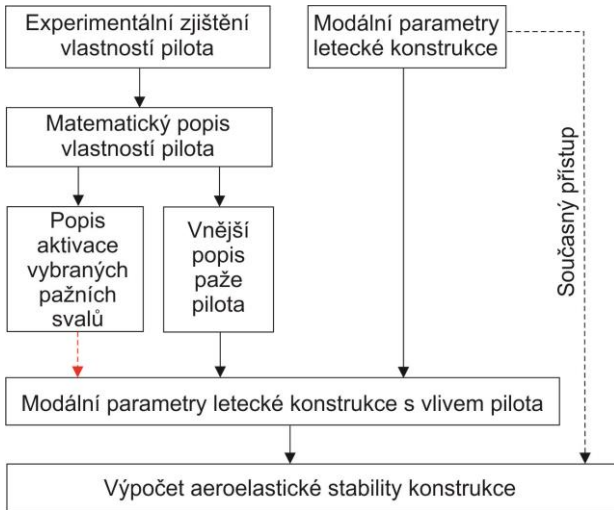 Experimentální zjištění
vlastností pilota
Modální parametry
letecké konstrukce
Matematický popis
vlastností pilota
Popis
aktivace
vybraných
pažních
svalů
Vnější
popis
paže
pilota
Současný přístup
Modální parametry letecké konstrukce s vlivem pilota
Výpočet aeroelastické stability konstrukce